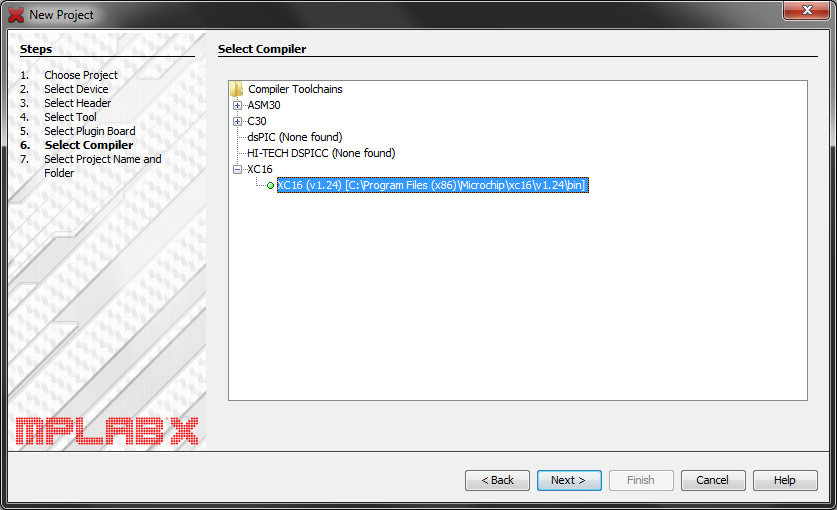 New Project
Steps
1. Choose Project
2. Select Device
3. Select Header
4. Select Tool
5. Select Plugin Board
6. Select Compiler
7. Select Project Name and
Folder
MPLAB X
Select Compiler
Compiler Toolchains
ASM30
C30
dsPIC (None found)
HI-TECH DSPICC (None found)
XC16
XC16 (v1.24) [C:\Program Files (x86)\Microchip\xc16\v1.24\bin]
< Back
Next >
Finish
Cancel
Help